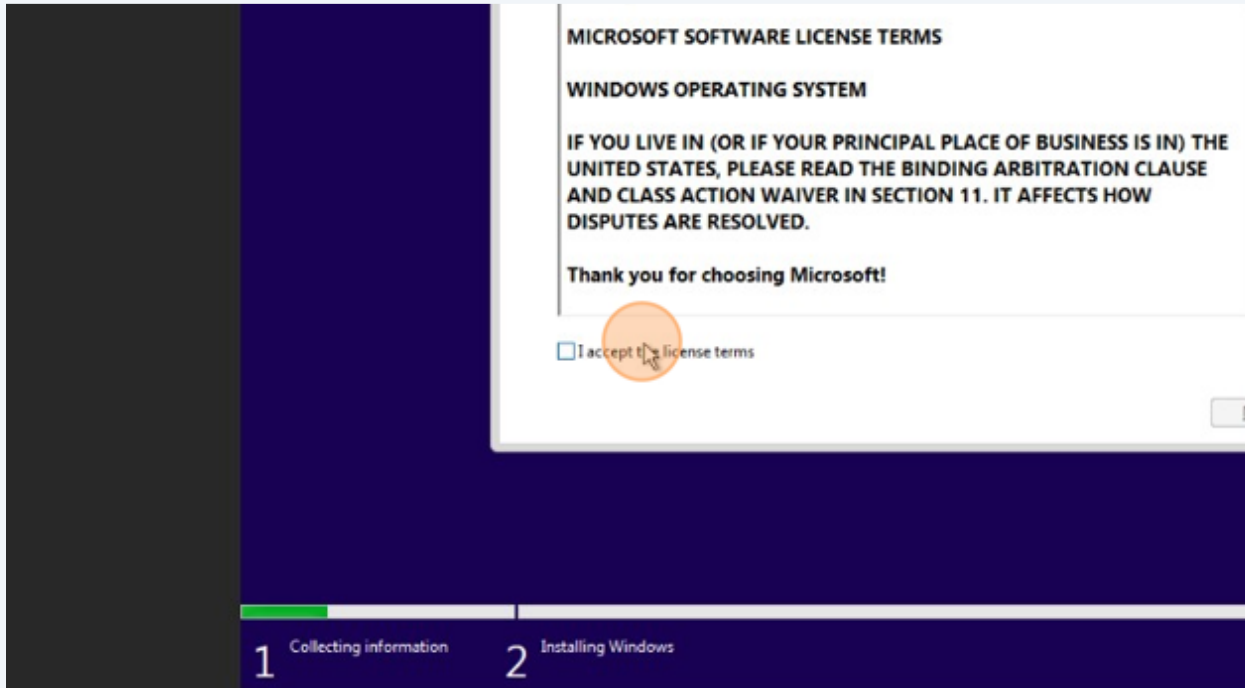 MICROSOFT SOFTWARE LICENSE TERMS
WINDOWS OPERATING SYSTEM
IF YOU LIVE IN (OR IF YOUR PRINCIPAL PLACE OF BUSINESS IS IN) THE
UNITED STATES, PLEASE READ THE BINDING ARBITRATION CLAUSE
AND CLASS ACTION WAIVER IN SECTION 11. IT AFFECTS HOW
DISPUTES ARE RESOLVED.
Thank you for choosing Microsoft!
I accept the license terms
1 Collecting information
2 Installing Windows